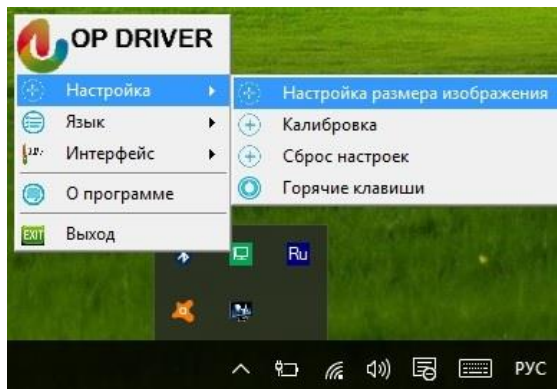 OP DRIVER
Настройка
Язык
Интерфейс
О программе
EXIT
Выход
Настройка размера изображения
Калибровка
Сброс настроек
Горячие клавиши
Ru
РУС